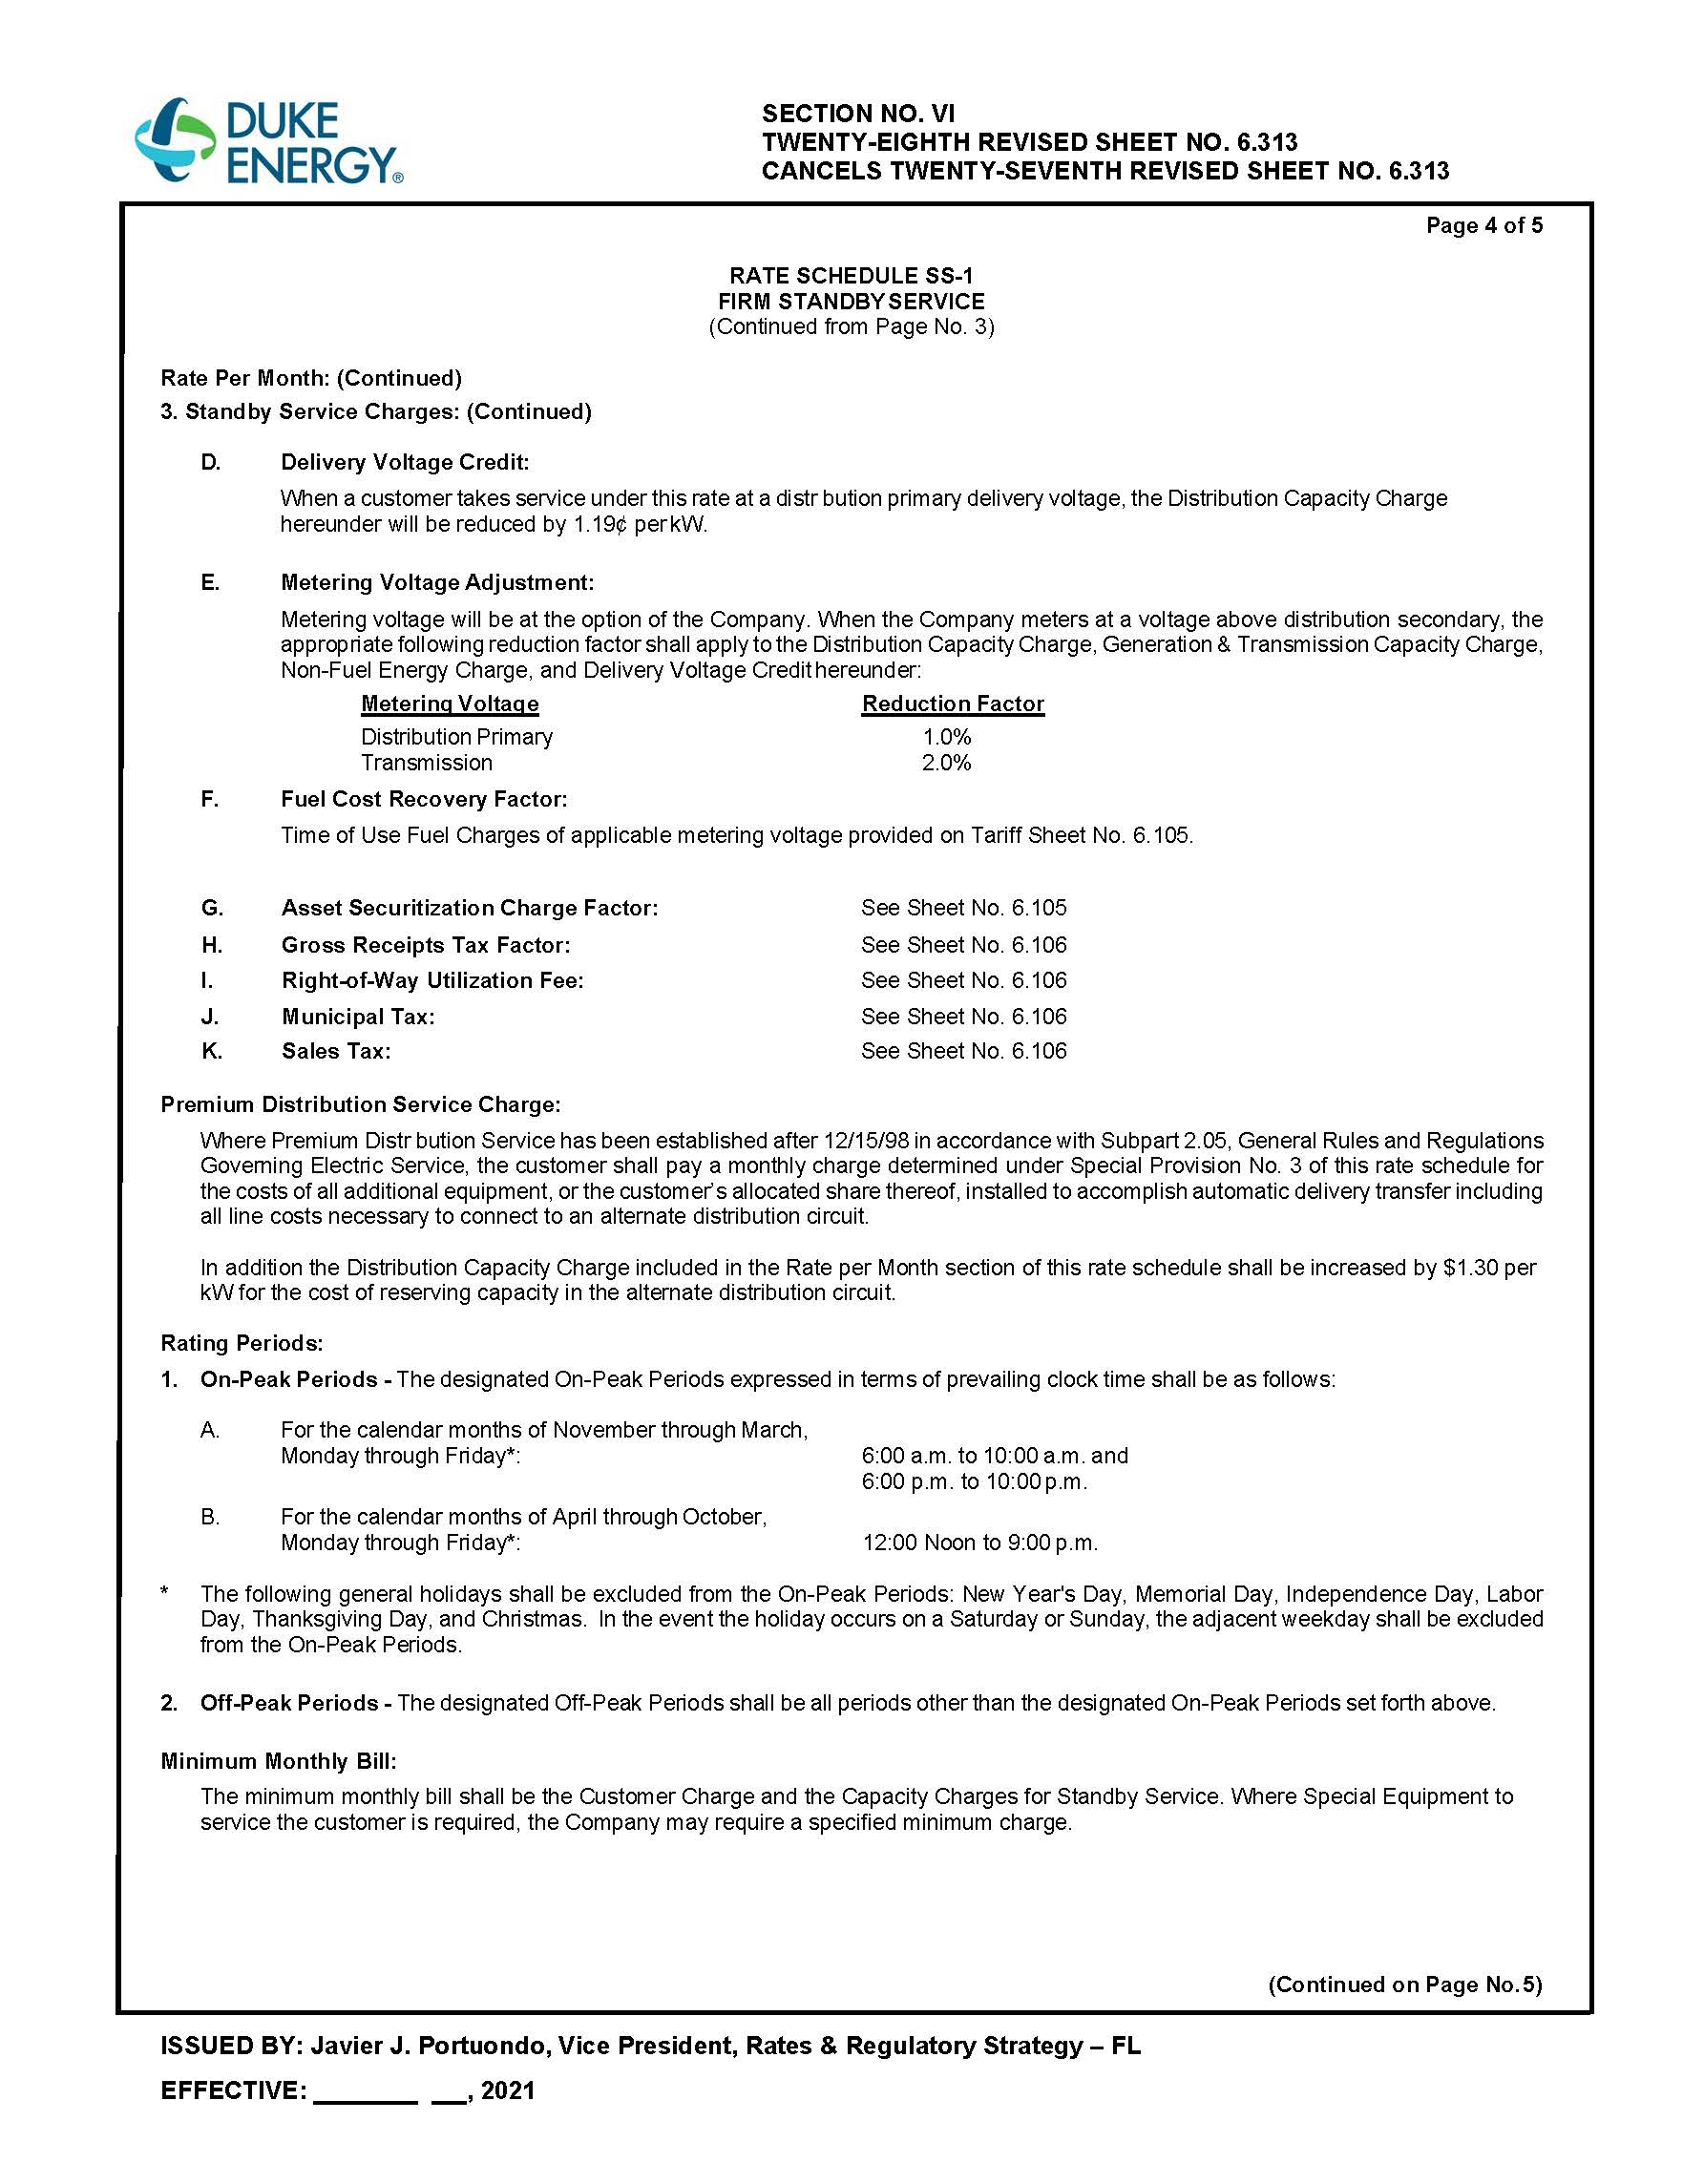 DUKE
ENERGY®
SECTION NO. VI
TWENTY-EIGHTH REVISED SHEET NO. 6.313
CANCELS TWENTY-SEVENTH REVISED SHEET NO. 6.313
Page 4 of 5
RATE SCHEDULE SS-1
FIRM STANDBY SERVICE
(Continued from Page No. 3)
Rate Per Month: (Continued)
3. Standby Service Charges: (Continued)
D. Delivery Voltage Credit:
When a customer takes service under this rate at a distr bution primary delivery voltage, the Distribution Capacity Charge
hereunder will be reduced by 1.19¢ per kW.
E. Metering Voltage Adjustment:
Metering voltage will be at the option of the Company. When the Company meters at a voltage above distribution secondary, the
appropriate following reduction factor shall apply to the Distribution Capacity Charge, Generation & Transmission Capacity Charge,
Non-Fuel Energy Charge, and Delivery Voltage Credit hereunder:
Metering Voltage Reduction Factor
Distribution Primary 1.0%
Transmission 2.0%
F. Fuel Cost Recovery Factor:
Time of Use Fuel Charges of applicable metering voltage provided on Tariff Sheet No. 6.105.
G. Asset Securitization Charge Factor: See Sheet No. 6.105
H. Gross Receipts Tax Factor: See Sheet No. 6.106
I. Right-of-Way Utilization Fee: See Sheet No. 6.106
J. Municipal Tax: See Sheet No. 6.106
K. Sales Tax: See Sheet No. 6.106
Premium Distribution Service Charge:
Where Premium Distr bution Service has been established after 12/15/98 in accordance with Subpart 2.05, General Rules and Regulations
Governing Electric Service, the customer shall pay a monthly charge determined under Special Provision No. 3 of this rate schedule for
the costs of all additional equipment, or the customer's allocated share thereof, installed to accomplish automatic delivery transfer including
all line costs necessary to connect to an alternate distribution circuit.
In addition the Distribution Capacity Charge included in the Rate per Month section of this rate schedule shall be increased by $1.30 per
kW for the cost of reserving capacity in the alternate distribution circuit.
Rating Periods:
1. On-Peak Periods - The designated On-Peak Periods expressed in terms of prevailing clock time shall be as follows:
A. For the calendar months of November through March,
Monday through Friday*: 6:00 a.m. to 10:00 a.m. and
6:00 p.m. to 10:00 p.m.
B. For the calendar months of April through October,
Monday through Friday*: 12:00 Noon to 9:00 p.m.
* The following general holidays shall be excluded from the On-Peak Periods: New Year's Day, Memorial Day, Independence Day, Labor
Day, Thanksgiving Day, and Christmas. In the event the holiday occurs on a Saturday or Sunday, the adjacent weekday shall be excluded
from the On-Peak Periods.
2. Off-Peak Periods - The designated Off-Peak Periods shall be all periods other than the designated On-Peak Periods set forth above.
Minimum Monthly Bill:
The minimum monthly bill shall be the Customer Charge and the Capacity Charges for Standby Service. Where Special Equipment to
service the customer is required, the Company may require a specified minimum charge.
(Continued on Page No. 5)
ISSUED BY: Javier J. Portuondo, Vice President, Rates & Regulatory Strategy – FL
EFFECTIVE: ________ ___, 2021